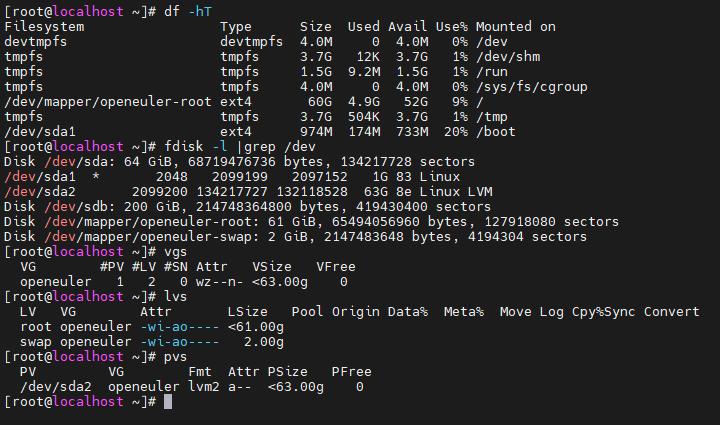 [root@localhost ~]# df -hT
Filesystem                 Type      Size  Used Avail Use% Mounted on
devtmpfs                   devtmpfs  4.0M     0  4.0M   0% /dev
tmpfs                      tmpfs     3.7G   12K  3.7G   1% /dev/shm
tmpfs                      tmpfs     1.5G  9.2M  1.5G   1% /run
tmpfs                      tmpfs     4.0M     0  4.0M   0% /sys/fs/cgroup
/dev/mapper/openeuler-root ext4       60G  4.9G   52G   9% /
tmpfs                      tmpfs     3.7G  504K  3.7G   1% /tmp
/dev/sda1                  ext4      974M  174M  733M  20% /boot
[root@localhost ~]# fdisk -l |grep /dev
Disk /dev/sda: 64 GiB, 68719476736 bytes, 134217728 sectors
/dev/sda1  *       2048   2099199   2097152   1G 83 Linux
/dev/sda2       2099200 134217727 132118528  63G 8e Linux LVM
Disk /dev/sdb: 200 GiB, 214748364800 bytes, 419430400 sectors
Disk /dev/mapper/openeuler-root: 61 GiB, 65494056960 bytes, 127918080 sectors
Disk /dev/mapper/openeuler-swap: 2 GiB, 2147483648 bytes, 4194304 sectors
[root@localhost ~]# vgs
  VG        #PV #LV #SN Attr   VSize   VFree
  openeuler   1   2   0 wz--n- <63.00g    0
[root@localhost ~]# lvs
  LV   VG        Attr       LSize   Pool Origin Data%  Meta%  Move Log Cpy%Sync Convert
  root openeuler -wi-ao---- <61.00g
  swap openeuler -wi-ao----   2.00g
[root@localhost ~]# pvs
  PV         VG        Fmt  Attr PSize   PFree
  /dev/sda2  openeuler lvm2 a--  <63.00g    0
[root@localhost ~]#